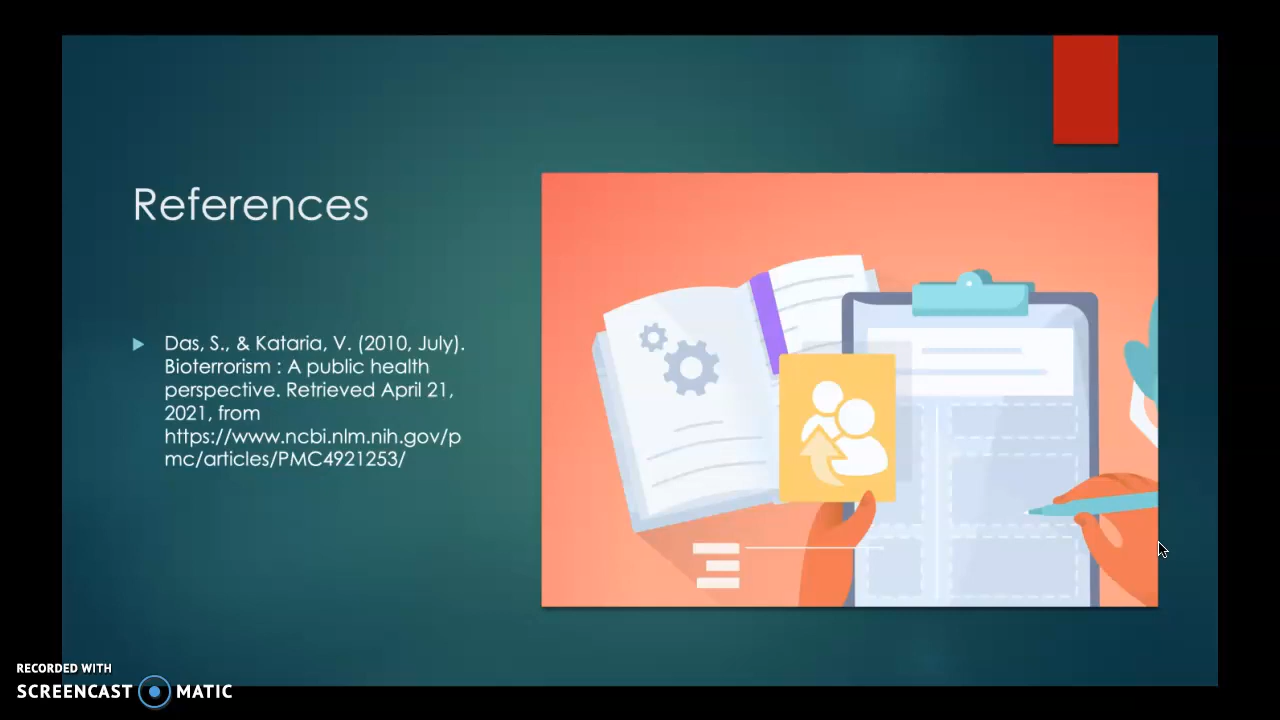 References
Das, S., & Kataria, V. (2010, July).
Bioterrorism : A public health
perspective. Retrieved April 21,
2021, from
https://www.ncbi.nlm.nih.gov/p
mc/articles/PMC4921253/
RECORDED WITH
SCREENCAST MATIC